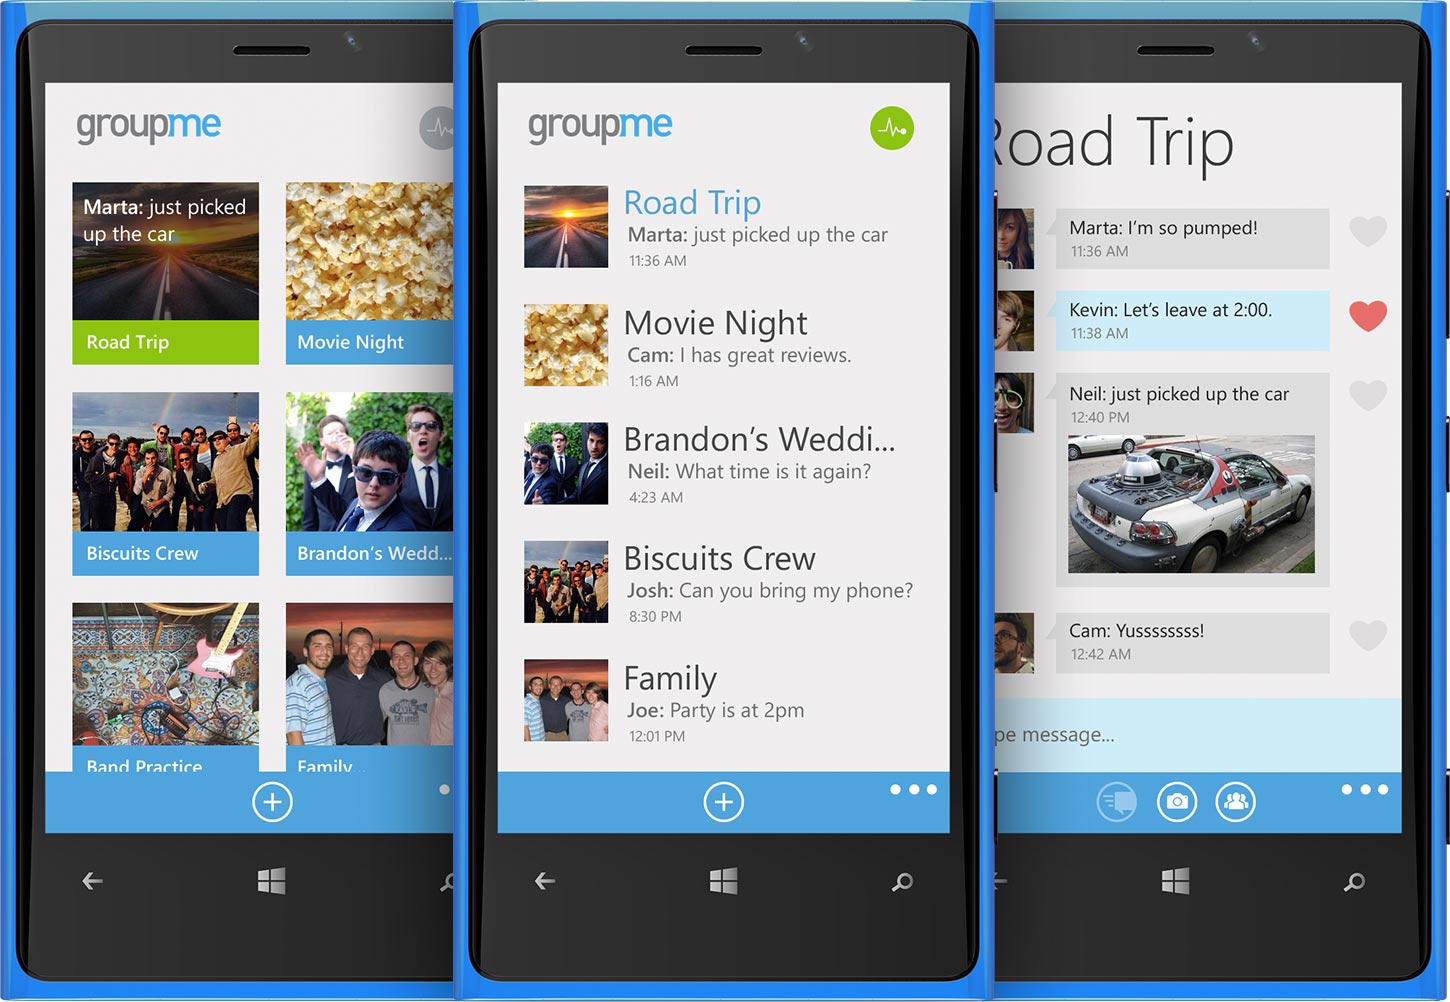 groupme
Marta: just picked
up the car
Road Trip
Movie Night
Biscuits Crew
Brandon's Wedd...
Band Practice
Family...
groupme
Road Trip
Marta: just picked up the car
11:36 AM
Movie Night
Cam: I has great reviews.
1:16 AM
Brandon's Weddi...
Neil: What time is it again?
4:23 AM
Biscuits Crew
Josh: Can you bring my phone?
8:30 PM
Family
Joe: Party is at 2pm
12:01 PM
Road Trip
Marta: I'm so pumped!
11:36 AM
Kevin: Let's leave at 2:00.
11:38 AM
Neil: just picked up the car
12:40 PM
Cam: Yussssssss!
12:42 AM
pe message...